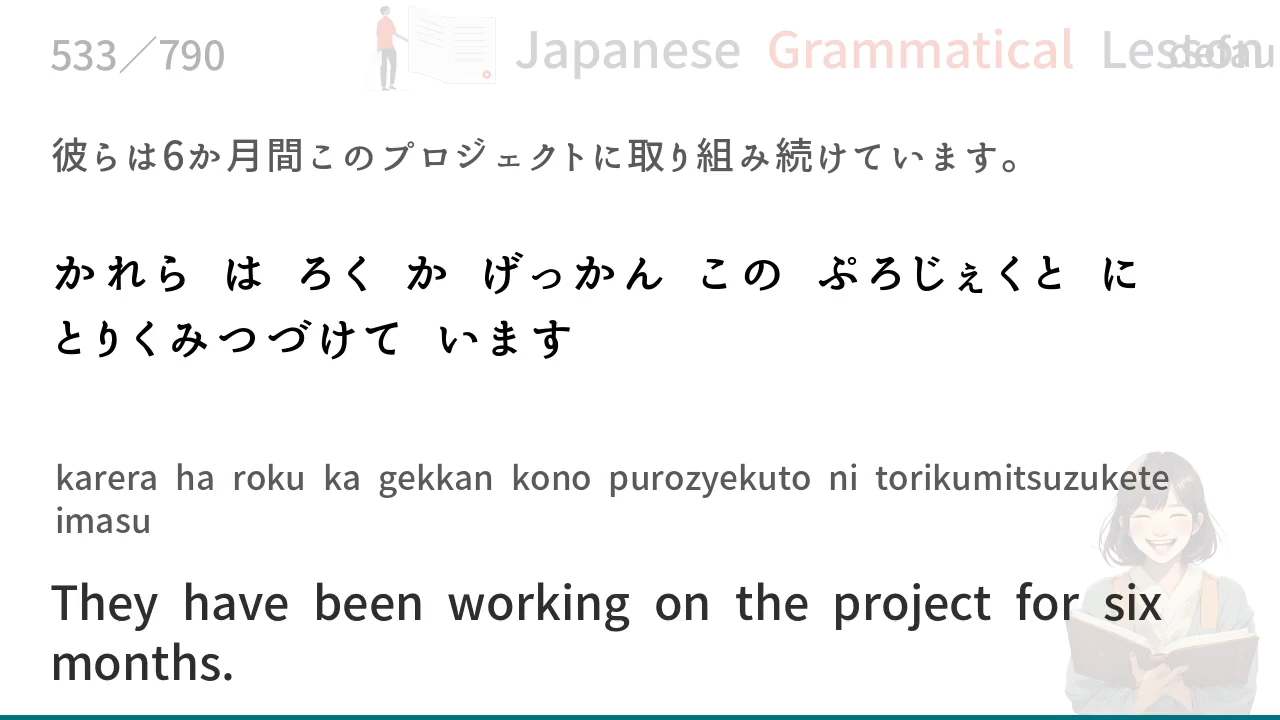 533／790
Japanese Grammatical Lesson
彼らは6か月間このプロジェクトに取り組み続けています。
かれら は ろく か げっかん この ぷろじぇくと に
とりくみつづけて います
karera ha roku ka gekkan kono purozyekuto ni torikumitsuzukete
imasu
They have been working on the project for six
months.